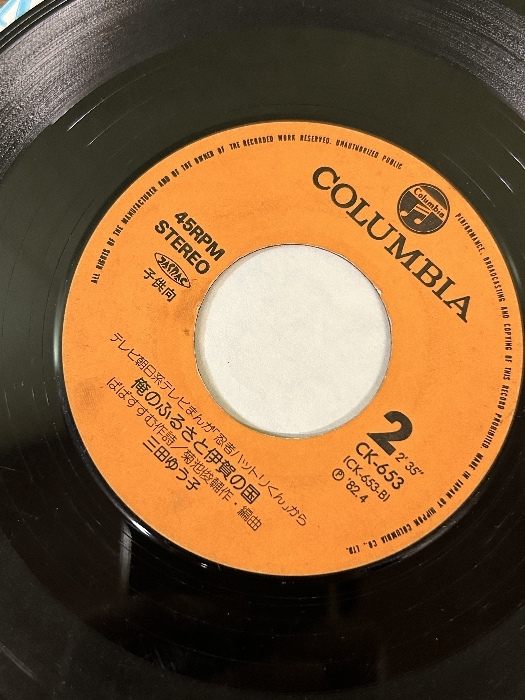 ALL RIGHTS OF THE MANUFACTURER AND OF THE OWNER OF THE RECORDED WORK RESERVED. UNAUTHORIZED PUBLIC PERFORMANCE, BROADCASTING AND COPYING OF THIS RECORD PROHIBITED. MADE IN JAPAN BY NIPPON COLUMBIA CO., LTD.
Columbia
COLUMBIA
45RPM
STEREO
JASRAC
子供向
2
2'35"
CK-653
(CK-653-B)
Ⓟ '82.4
テレビ朝日系テレビまんが“忍者ハットリくん”から
俺のふるさと伊賀の国
ばばすすむ作詩/菊池俊輔作・編曲
三田ゆう子